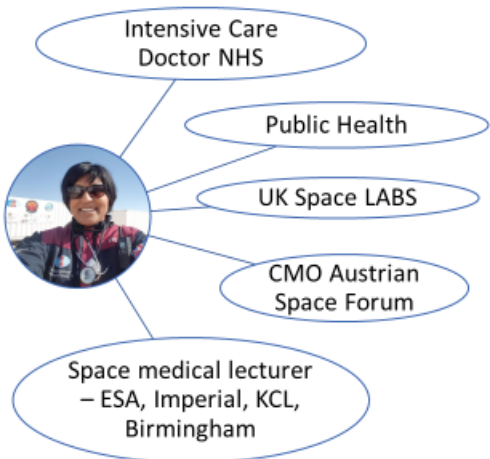 Intensive Care
Doctor NHS
Public Health
UK Space LABS
CMO Austrian
Space Forum
Space medical lecturer
– ESA, Imperial, KCL,
Birmingham